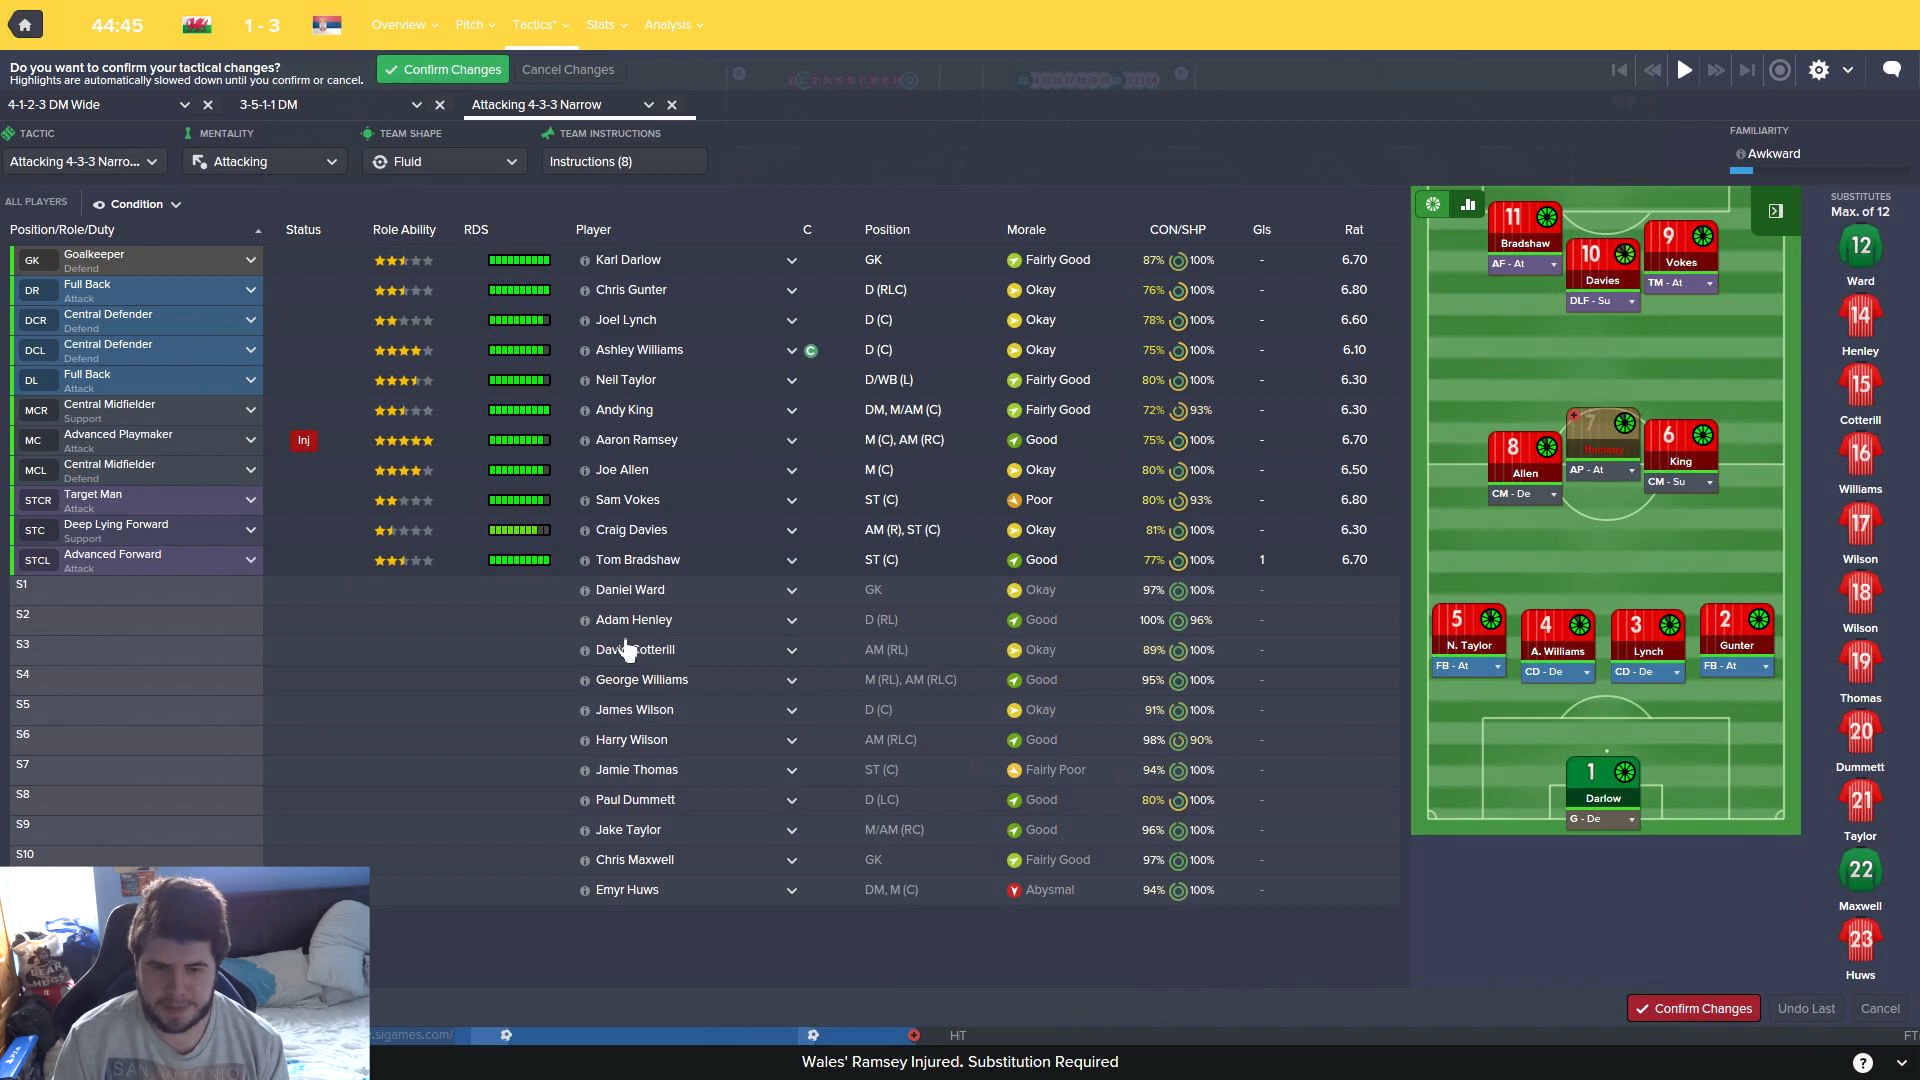 44:45 1 - 3 Overview Pitch Tactics* Stats Analysis
Do you want to confirm your tactical changes?
Highlights are automatically slowed down until you confirm or cancel.
Confirm Changes Cancel Changes
4-1-2-3 DM Wide 3-5-1-1 DM Attacking 4-3-3 Narrow
TACTIC MENTALITY TEAM SHAPE TEAM INSTRUCTIONS FAMILIARITY
Attacking 4-3-3 Narro... Attacking Fluid Instructions (8) Awkward
ALL PLAYERS Condition
Position/Role/Duty Status Role Ability RDS Player C Position Morale CON/SHP Gls Rat
GK Goalkeeper Defend Karl Darlow GK Fairly Good 87% 100% - 6.70
DR Full Back Attack Chris Gunter D (RLC) Okay 76% 100% - 6.80
DCR Central Defender Defend Joel Lynch D (C) Okay 78% 100% - 6.60
DCL Central Defender Defend Ashley Williams C D (C) Okay 75% 100% - 6.10
DL Full Back Attack Neil Taylor D/WB (L) Fairly Good 80% 100% - 6.30
MCR Central Midfielder Support Andy King DM, M/AM (C) Fairly Good 72% 93% - 6.30
MC Advanced Playmaker Attack Inj Aaron Ramsey M (C), AM (RC) Good 75% 100% - 6.70
MCL Central Midfielder Defend Joe Allen M (C) Okay 80% 100% - 6.50
STCR Target Man Attack Sam Vokes ST (C) Poor 80% 93% - 6.80
STC Deep Lying Forward Support Craig Davies AM (R), ST (C) Okay 81% 100% - 6.30
STCL Advanced Forward Attack Tom Bradshaw ST (C) Good 77% 100% 1 6.70
S1 Daniel Ward GK Okay 97% 100% -
S2 Adam Henley D (RL) Good 100% 96% -
S3 David Cotterill AM (RL) Okay 89% 100% -
S4 George Williams M (RL), AM (RLC) Good 95% 100% -
S5 James Wilson D (C) Okay 91% 100% -
S6 Harry Wilson AM (RLC) Good 98% 90% -
S7 Jamie Thomas ST (C) Fairly Poor 94% 100% -
S8 Paul Dummett D (LC) Good 80% 100% -
S9 Jake Taylor M/AM (RC) Good 96% 100% -
S10 Chris Maxwell GK Fairly Good 97% 100% -
Emyr Huws DM, M (C) Abysmal 94% 100% -
11 Bradshaw AF - At
10 Davies DLF - Su
9 Vokes TM - At
8 Allen CM - De
7 Ramsey AP - At
6 King CM - Su
5 N. Taylor FB - At
4 A. Williams CD - De
3 Lynch CD - De
2 Gunter FB - At
1 Darlow G - De
SUBSTITUTES
Max. of 12
12 Ward
14 Henley
15 Cotterill
16 Williams
17 Wilson
18 Wilson
19 Thomas
20 Dummett
21 Taylor
22 Maxwell
23 Huws
Confirm Changes Undo Last Cancel
.sigames.com/ HT FT
Wales' Ramsey Injured. Substitution Required
BEAR HUGS
SAN ANTONIO